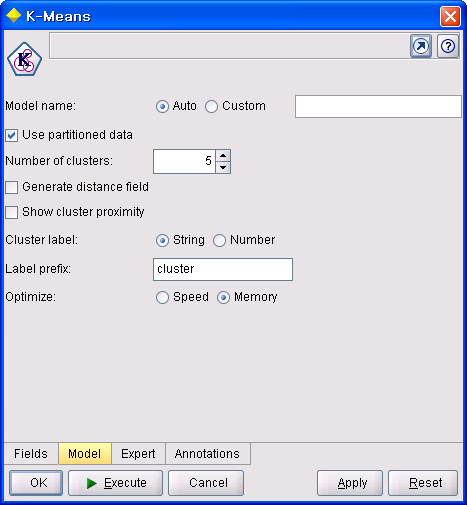 K-Means
K
?
Model name: Auto Custom
Use partitioned data
Number of clusters: 5
Generate distance field
Show cluster proximity
Cluster label: String Number
Label prefix: cluster
Optimize: Speed Memory
Fields Model Expert Annotations
OK Execute Cancel Apply Reset